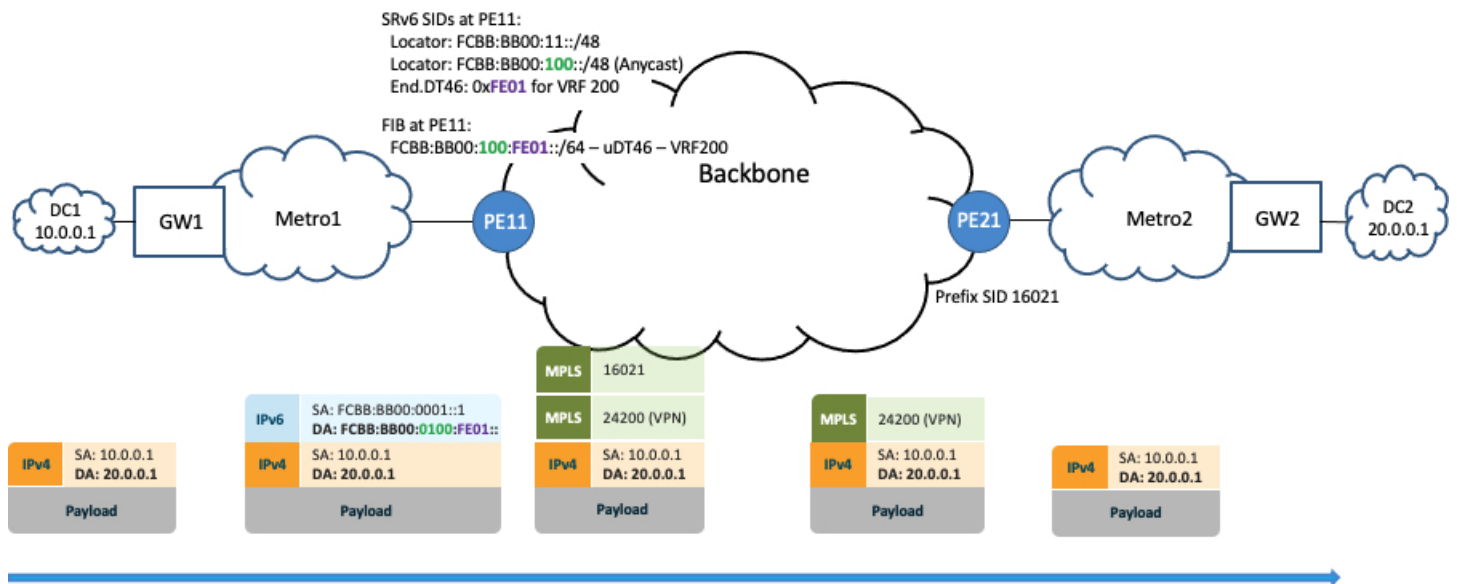 SRv6 SIDs at PE11:
Locator: FCBB:BB00:11::/48
Locator: FCBB:BB00:100::/48 (Anycast)
End.DT46: 0xFE01 for VRF 200
FIB at PE11:
FCBB:BB00:100:FE01::/64 – uDT46 – VRF200
Backbone
DC1
10.0.0.1
GW1
Metro1
PE11
PE21
Metro2
GW2
DC2
20.0.0.1
Prefix SID 16021
IPv4
SA: 10.0.0.1
DA: 20.0.0.1
Payload
IPv6
SA: FCBB:BB00:0001::1
DA: FCBB:BB00:0100:FE01::
IPv4
SA: 10.0.0.1
DA: 20.0.0.1
Payload
MPLS
16021
MPLS
24200 (VPN)
IPv4
SA: 10.0.0.1
DA: 20.0.0.1
Payload
MPLS
24200 (VPN)
IPv4
SA: 10.0.0.1
DA: 20.0.0.1
Payload
IPv4
SA: 10.0.0.1
DA: 20.0.0.1
Payload